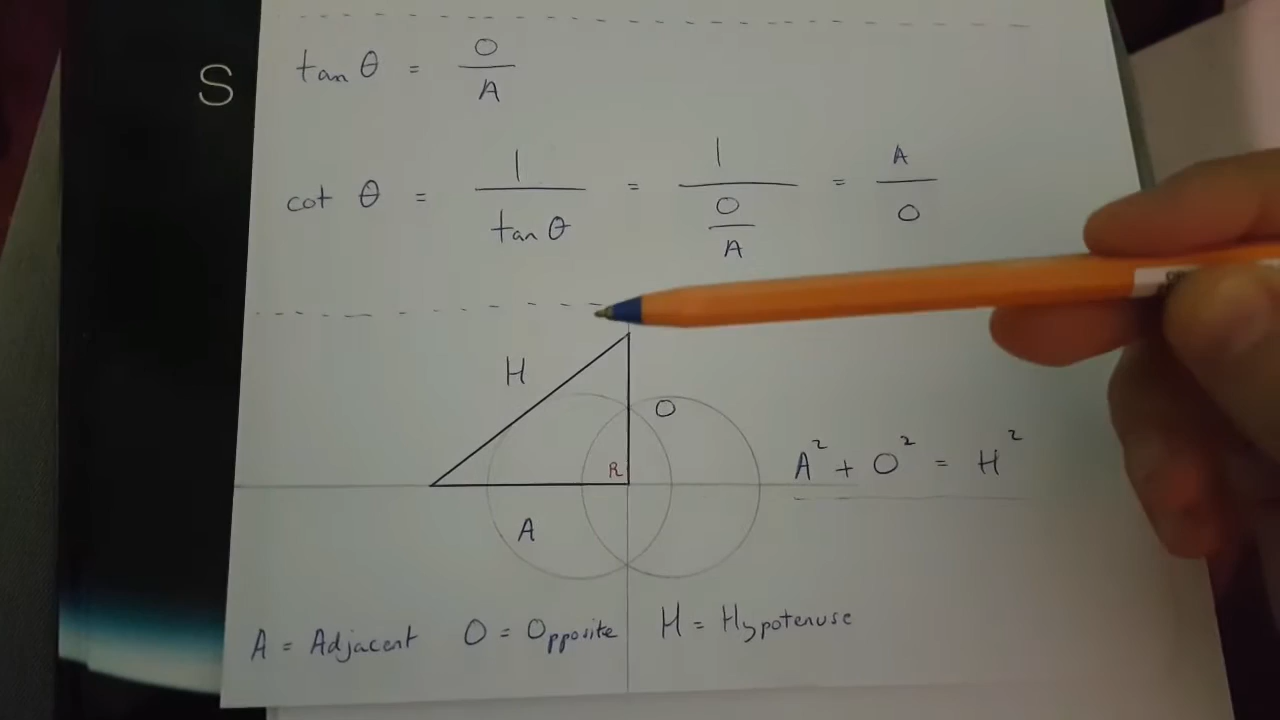 S
tan θ = O/A
cot θ = 1/tan θ = 1/(O/A) = A/O
H
O
R
A² + O² = H²
A
A = Adjacent O = Opposite H = Hypotenuse